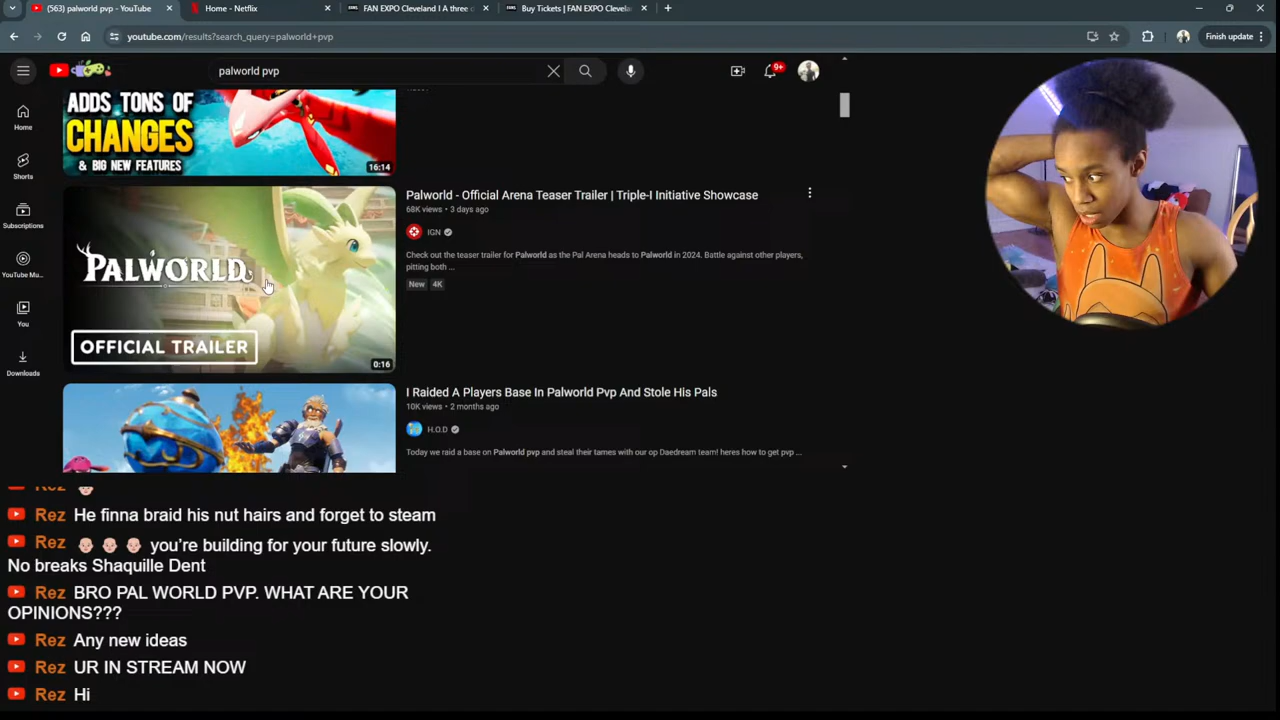 (563) palworld pvp - YouTube
Home - Netflix
FAN EXPO Cleveland | A three o
Buy Tickets | FAN EXPO Clevela
youtube.com/results?search_query=palworld+pvp
Finish update
palworld pvp
9+
Home
Shorts
Subscriptions
YouTube Mu...
You
Downloads
ADDS TONS OF
CHANGES
& BIG NEW FEATURES
16:14
PALWORLD
OFFICIAL TRAILER
0:16
Palworld - Official Arena Teaser Trailer | Triple-I Initiative Showcase
68K views • 3 days ago
IGN
Check out the teaser trailer for Palworld as the Pal Arena heads to Palworld in 2024. Battle against other players,
pitting both ...
New 4K
I Raided A Players Base In Palworld Pvp And Stole His Pals
10K views • 2 months ago
H.O.D
Today we raid a base on Palworld pvp and steal their tames with our op Daedream team! heres how to get pvp ...
Rez
Rez He finna braid his nut hairs and forget to steam
Rez 👴🏻👴🏻👴🏻 you're building for your future slowly.
No breaks Shaquille Dent
Rez BRO PAL WORLD PVP. WHAT ARE YOUR
OPINIONS???
Rez Any new ideas
Rez UR IN STREAM NOW
Rez Hi